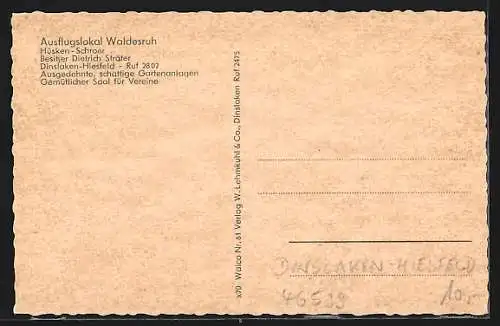 Ausflugslokal Waldesruh
Hüsken-Schroer
Besitzer Dietrich Sträter
Dinslaken-Hiesfeld - Ruf 2802
Ausgedehnte, schattige Gartenanlagen
Gemütlicher Saal für Vereine
x70 Walco Nr. 61 Verlag W. Lehmkuhl & Co., Dinslaken Ruf 2475
DINSLAKEN-HIESFELD
46539
10,-